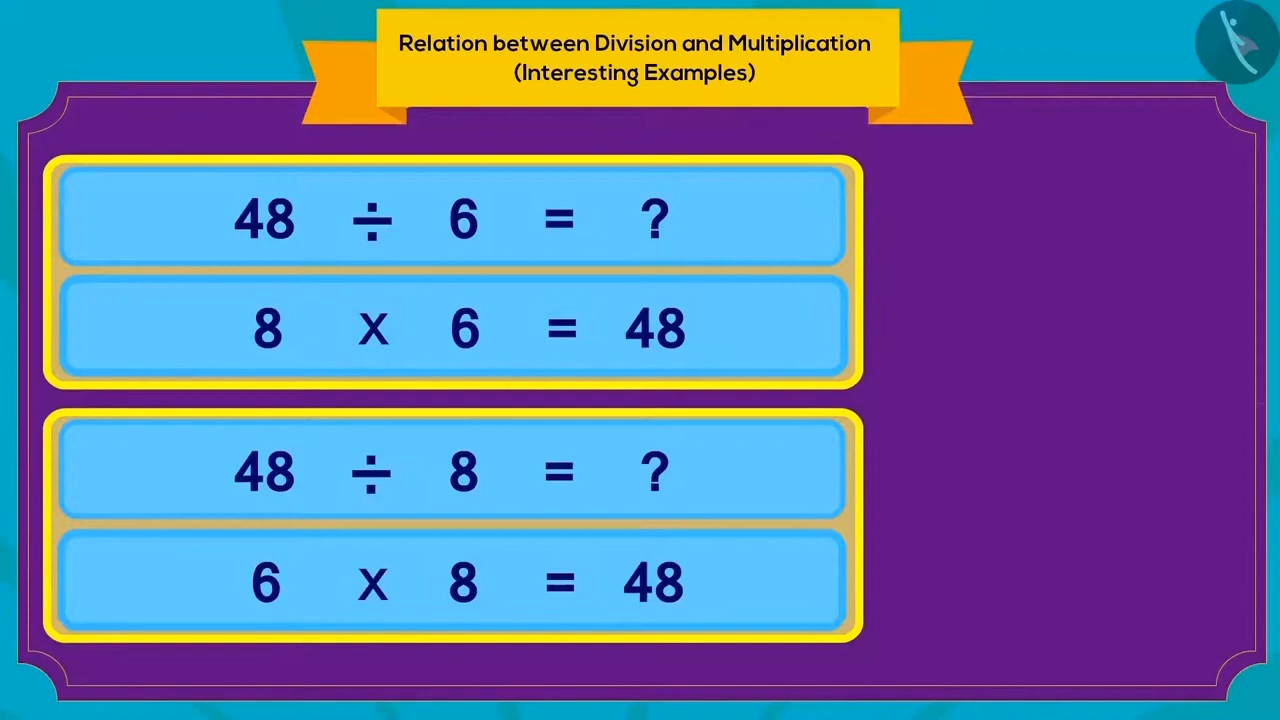 Relation between Division and Multiplication
(Interesting Examples)
48 ÷ 6 = ?
8 x 6 = 48
48 ÷ 8 = ?
6 x 8 = 48